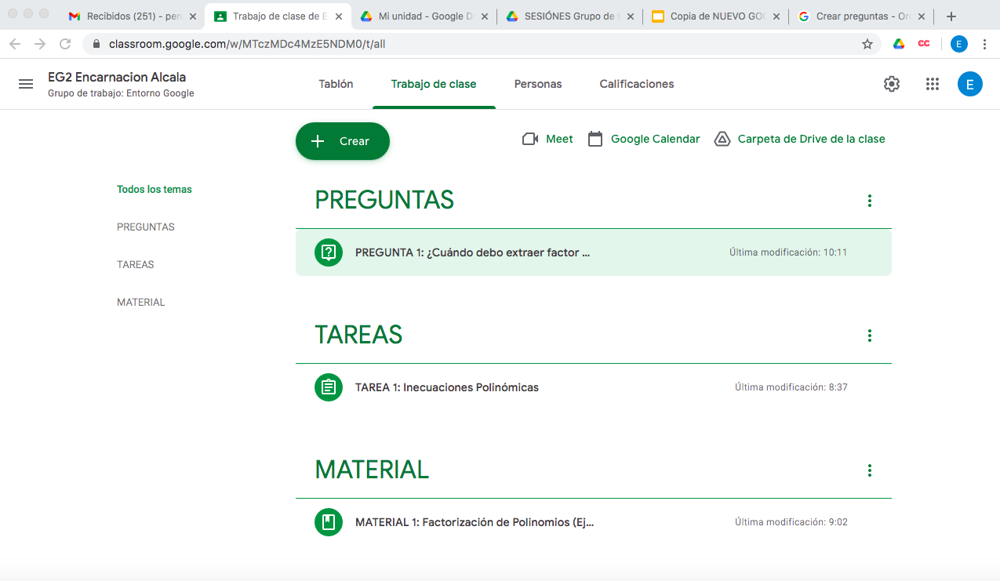 Recibidos (251) - pen
Trabajo de clase de E
Mi unidad - Google D
SESIÓNES Grupo de t
Copia de NUEVO GOO
Crear preguntas - Or
classroom.google.com/w/MTczMDc4MzE5NDM0/t/all
CC
E
EG2 Encarnacion Alcala
Grupo de trabajo: Entorno Google
Tablón
Trabajo de clase
Personas
Calificaciones
E
Crear
Meet
Google Calendar
Carpeta de Drive de la clase
Todos los temas
PREGUNTAS
TAREAS
MATERIAL
PREGUNTAS
PREGUNTA 1: ¿Cuándo debo extraer factor ...
Última modificación: 10:11
TAREAS
TAREA 1: Inecuaciones Polinómicas
Última modificación: 8:37
MATERIAL
MATERIAL 1: Factorización de Polinomios (Ej...
Última modificación: 9:02